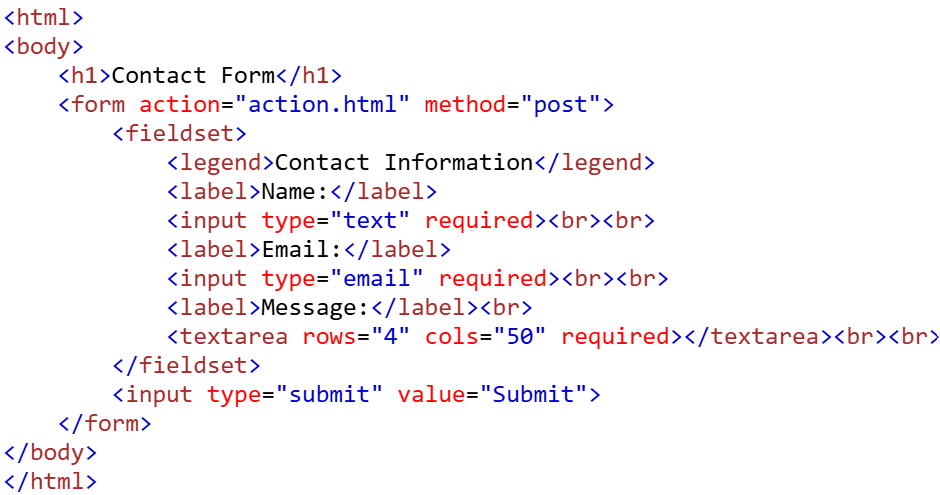 <html>
<body>
    <h1>Contact Form</h1>
    <form action="action.html" method="post">
        <fieldset>
            <legend>Contact Information</legend>
            <label>Name:</label>
            <input type="text" required><br><br>
            <label>Email:</label>
            <input type="email" required><br><br>
            <label>Message:</label><br>
            <textarea rows="4" cols="50" required></textarea><br><br>
        </fieldset>
        <input type="submit" value="Submit">
    </form>
</body>
</html>